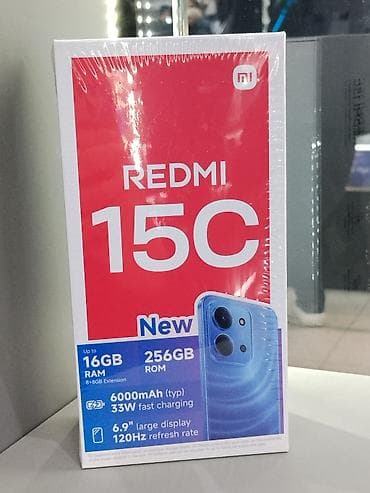 mi
REDMI
15C
New
Up to
16GB 256GB
RAM ROM
8+8GB Extension
6000mAh (typ)
33W fast charging
6.9" large display
120Hz refresh rate